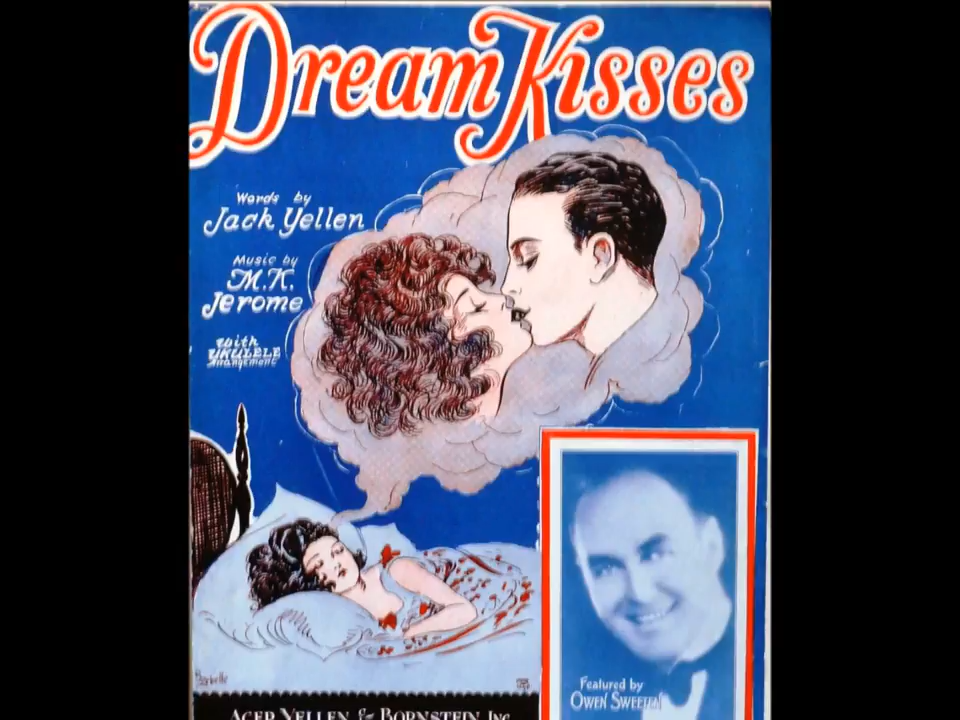 Dream Kisses
Words by
Jack Yellen
Music by
M.K.
Jerome
with
UKULELE
Arrangement
Barbelle
Featured by
OWEN SWEETEN
AGER YELLEN & BORNSTEIN INC